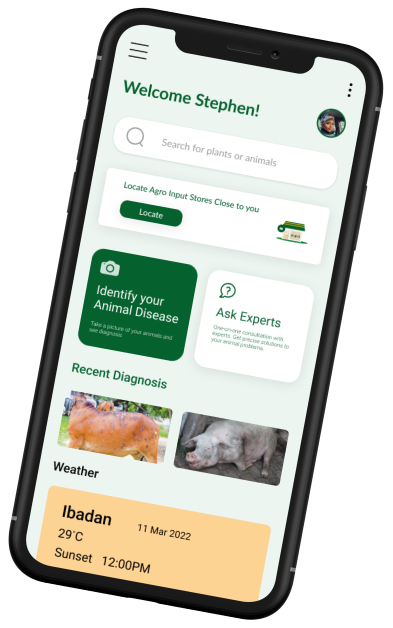 Welcome Stephen!
Search for plants or animals
Locate Agro Input Stores Close to you
Locate
Identify your
Animal Disease
Take a picture of your animals and
see diagnosis
Ask Experts
One-on-one consultation with
experts. Get precise solutions to
your animal problems.
Recent Diagnosis
Weather
Ibadan
11 Mar 2022
29°C
Sunset 12:00PM